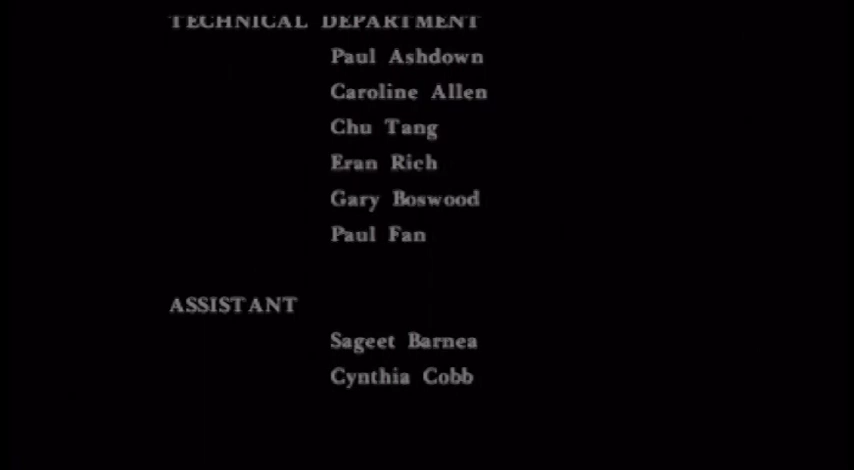 TECHNICAL DEPARTMENT
Paul Ashdown
Caroline Allen
Chu Tang
Eran Rich
Gary Boswood
Paul Fan
ASSISTANT
Sageet Barnea
Cynthia Cobb